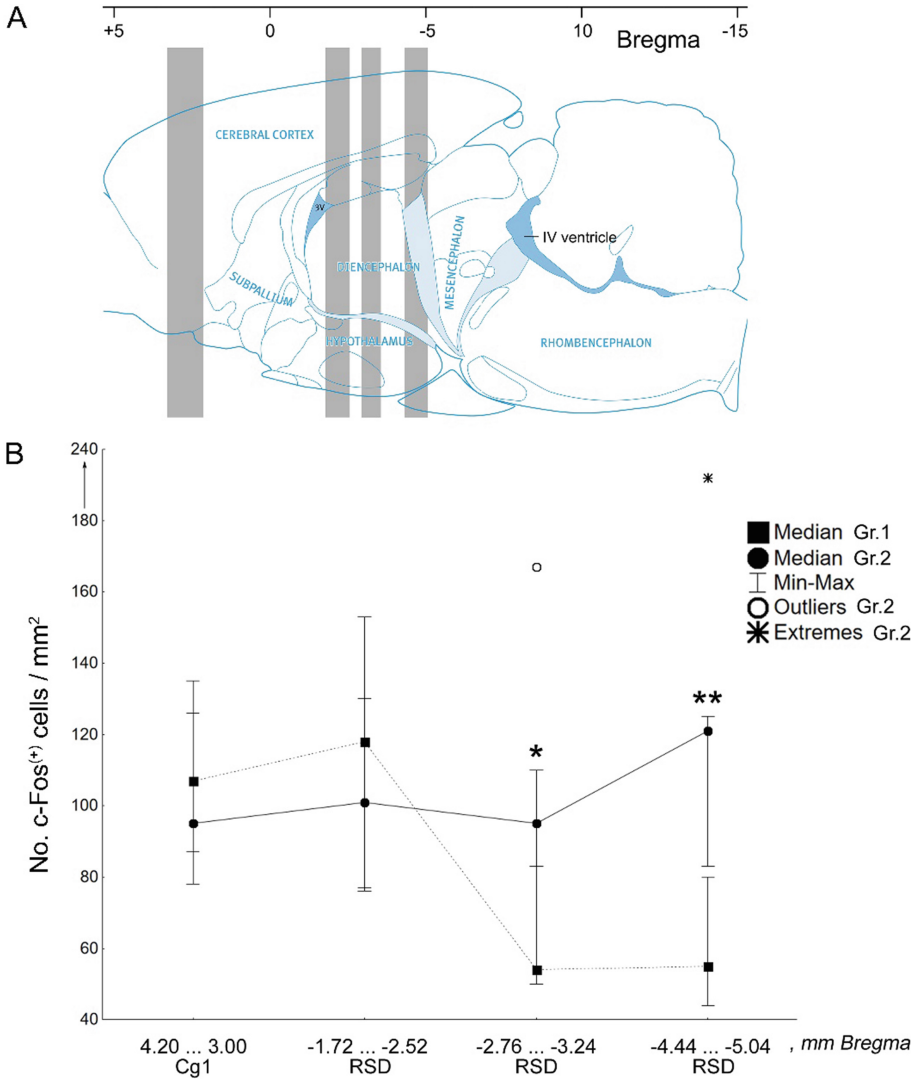 A
+5 0 -5 Bregma -10 -15
CEREBRAL CORTEX
3V
IV ventricle
MESENCEPHALON
DIENCEPHALON
SUBPALLIUM
HYPOTHALAMUS
RHOMBENCEPHALON
B
240
180
160
140
120
100
80
60
40
No. c-Fos(+) cells / mm2
*
**
Median Gr.1
Median Gr.2
Min-Max
Outliers Gr.2
Extremes Gr.2
4.20 ... 3.00 -1.72 ... -2.52 -2.76 ... -3.24 -4.44 ... -5.04 , mm Bregma
Cg1 RSD RSD RSD